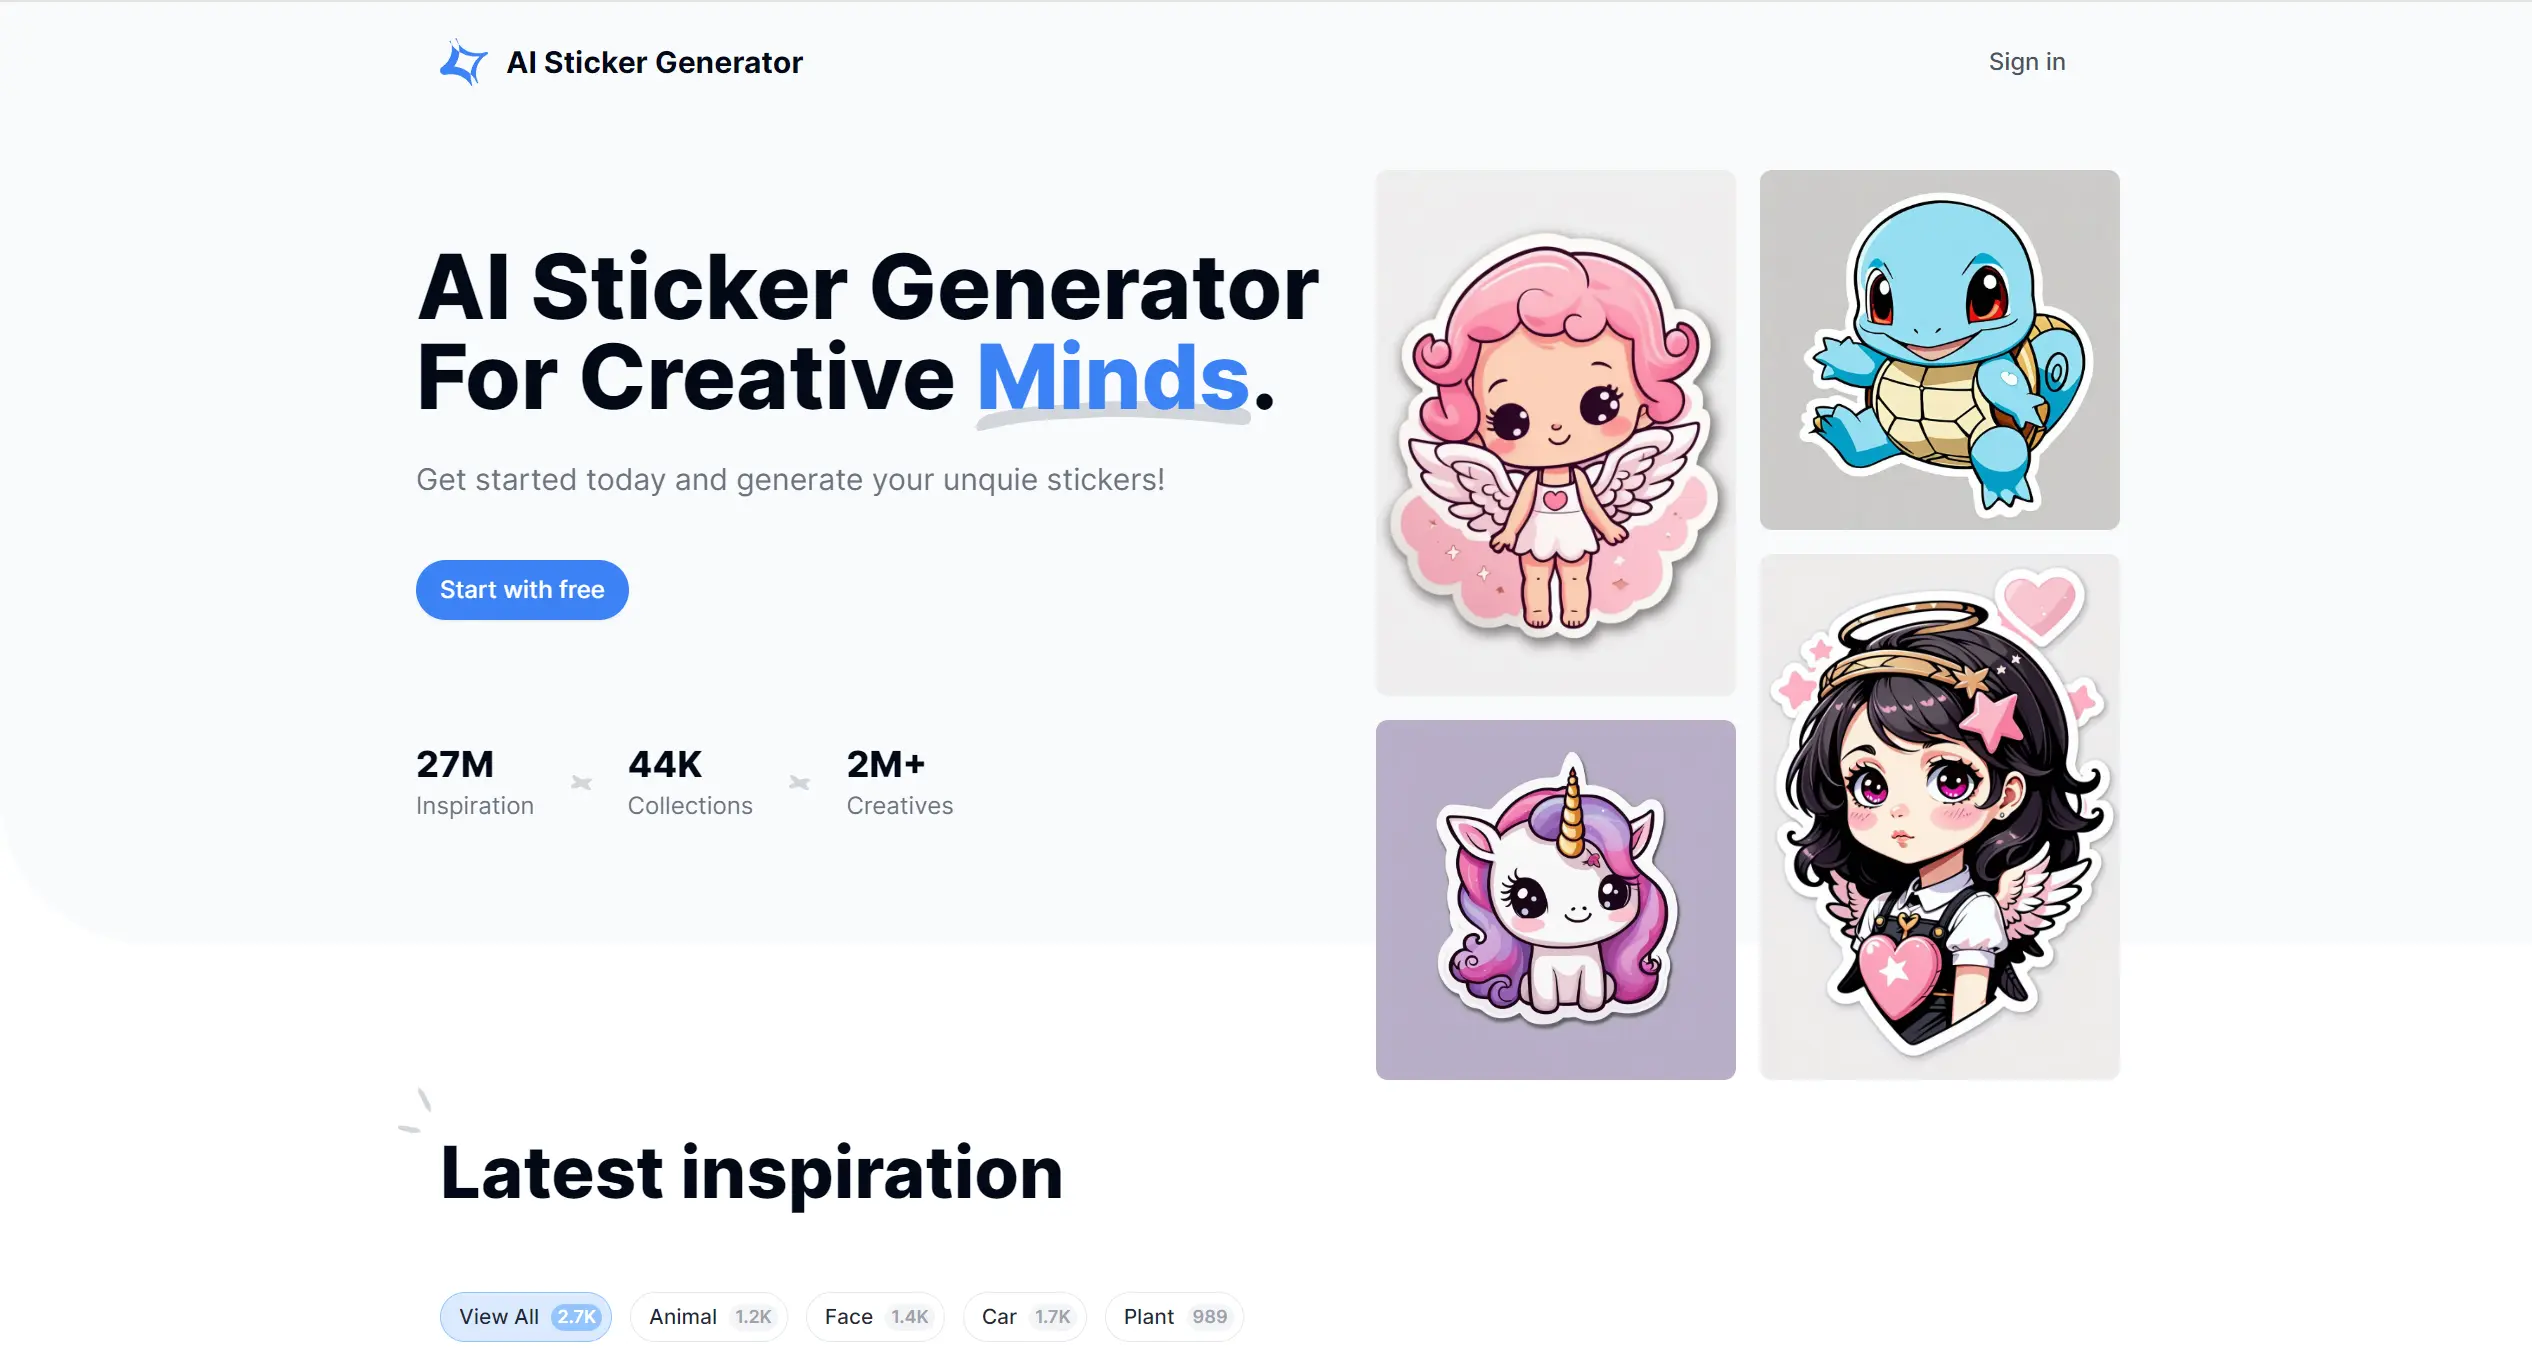 AI Sticker Generator
Sign in
AI Sticker Generator
For Creative Minds.
Get started today and generate your unquie stickers!
Start with free
27M
Inspiration
44K
Collections
2M+
Creatives
Latest inspiration
View All 2.7K
Animal 1.2K
Face 1.4K
Car 1.7K
Plant 989